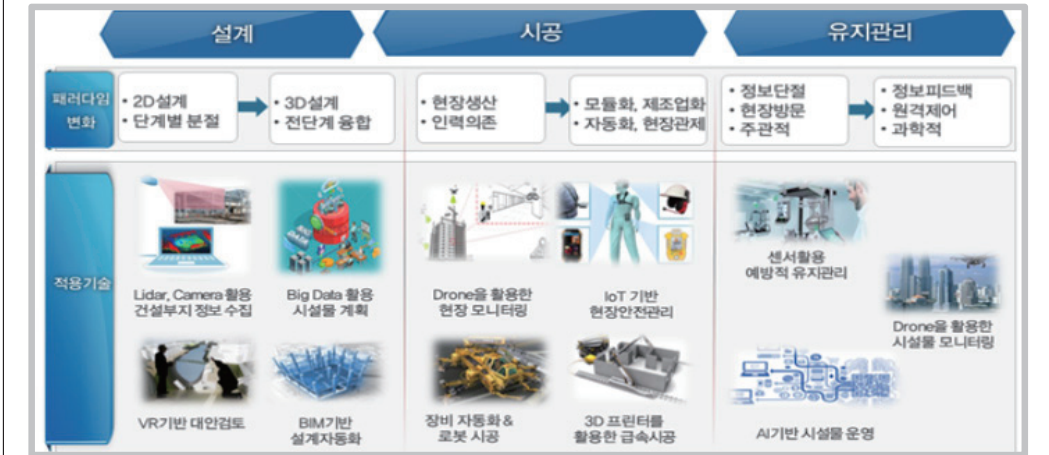 설계
시공
유지관리
패러다임
변화
• 2D설계
• 단계별 분절
• 3D설계
• 전단계 융합
• 현장생산
• 인력의존
• 모듈화, 제조업화
• 자동화, 현장관제
• 정보단절
• 현장방문
• 주관적
• 정보피드백
• 원격제어
• 과학적
적용기술
Lidar, Camera 활용
건설부지 정보 수집
BIG DATA
Big Data 활용
시설물 계획
Drone을 활용한
현장 모니터링
IoT 기반
현장안전관리
센서활용
예방적 유지관리
Drone을 활용한
시설물 모니터링
VR기반 대안검토
BIM기반
설계자동화
장비 자동화 &
로봇 시공
3D 프린터를
활용한 급속시공
AI기반 시설물 운영